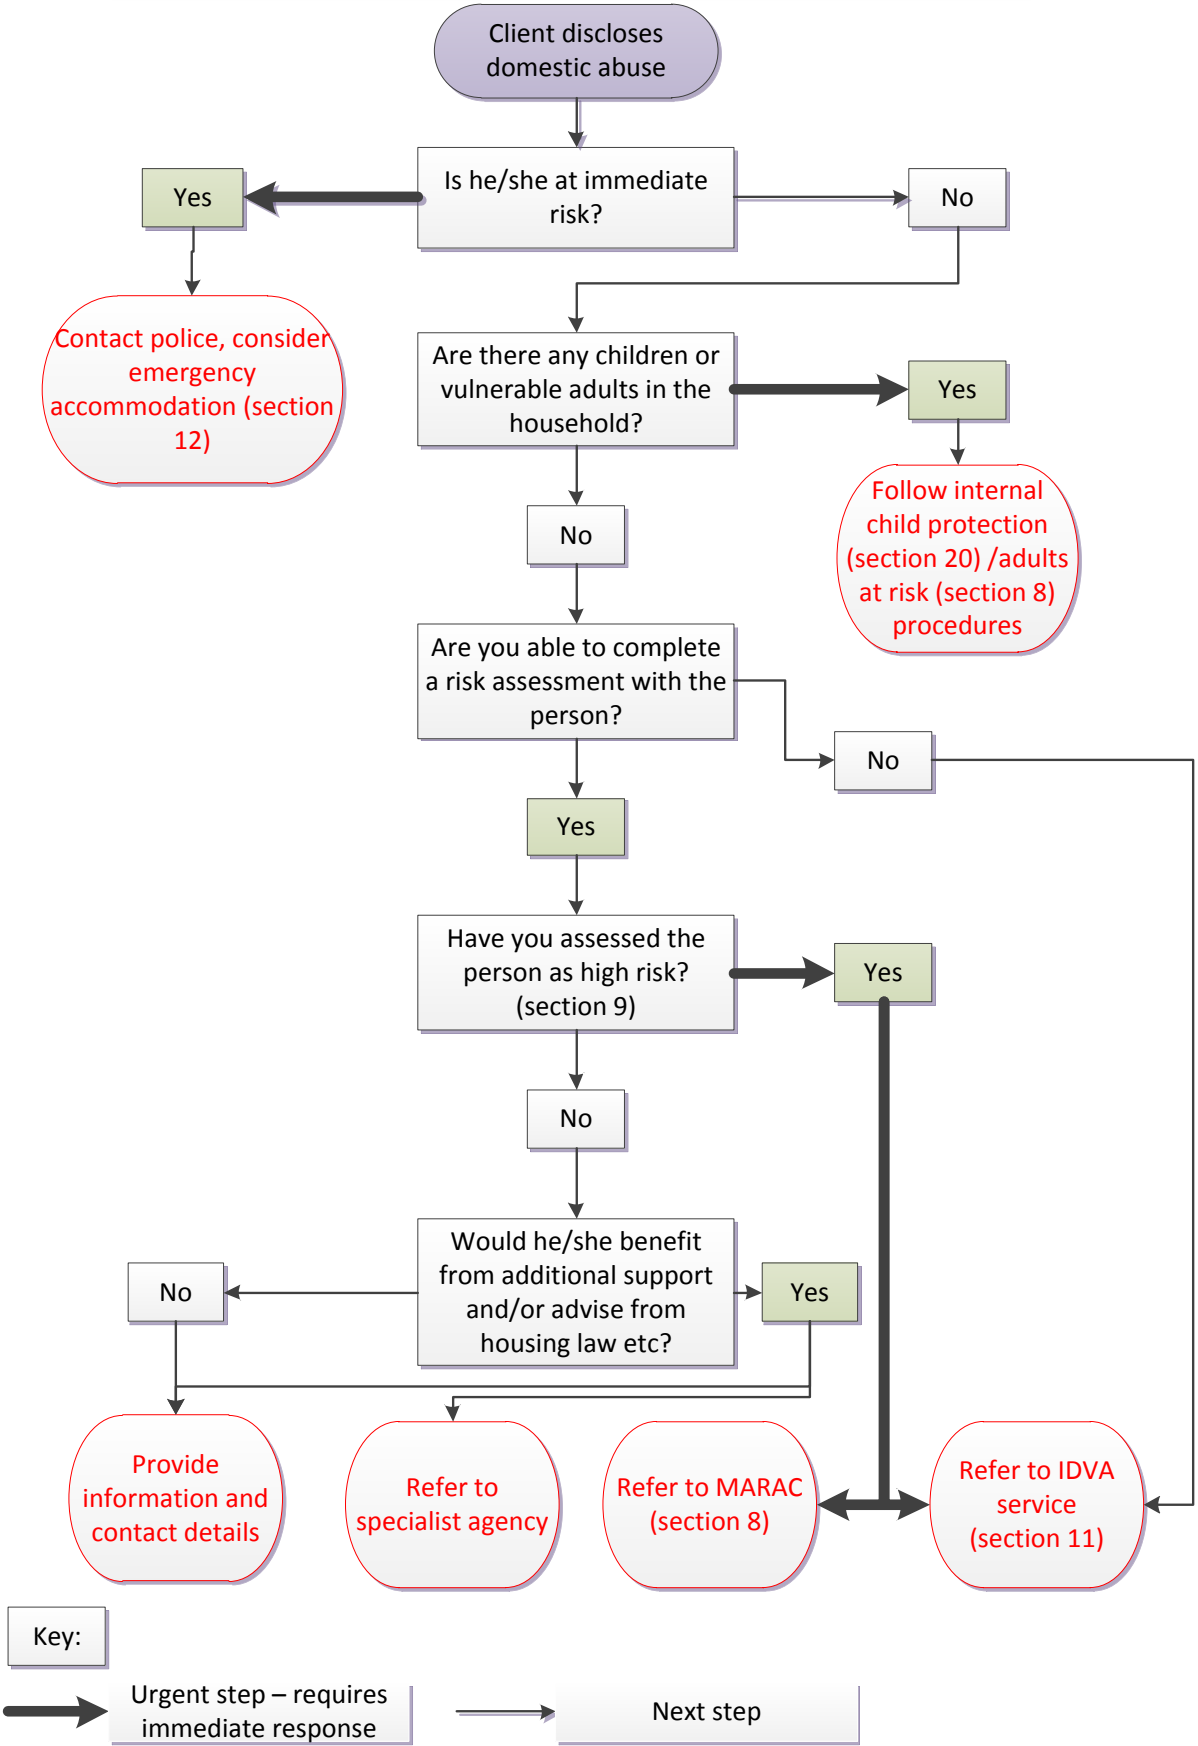 Client discloses
domestic abuse
Is he/she at immediate
risk?
Yes
No
Contact police, consider
emergency
accommodation (section
12)
Are there any children or
vulnerable adults in the
household?
Yes
Follow internal
child protection
(section 20) /adults
at risk (section 8)
procedures
No
Are you able to complete
a risk assessment with the
person?
No
Yes
Have you assessed the
person as high risk?
(section 9)
Yes
No
Would he/she benefit
from additional support
and/or advise from
housing law etc?
No
Yes
Provide
information and
contact details
Refer to
specialist agency
Refer to MARAC
(section 8)
Refer to IDVA
service
(section 11)
Key:
Urgent step – requires
immediate response
Next step